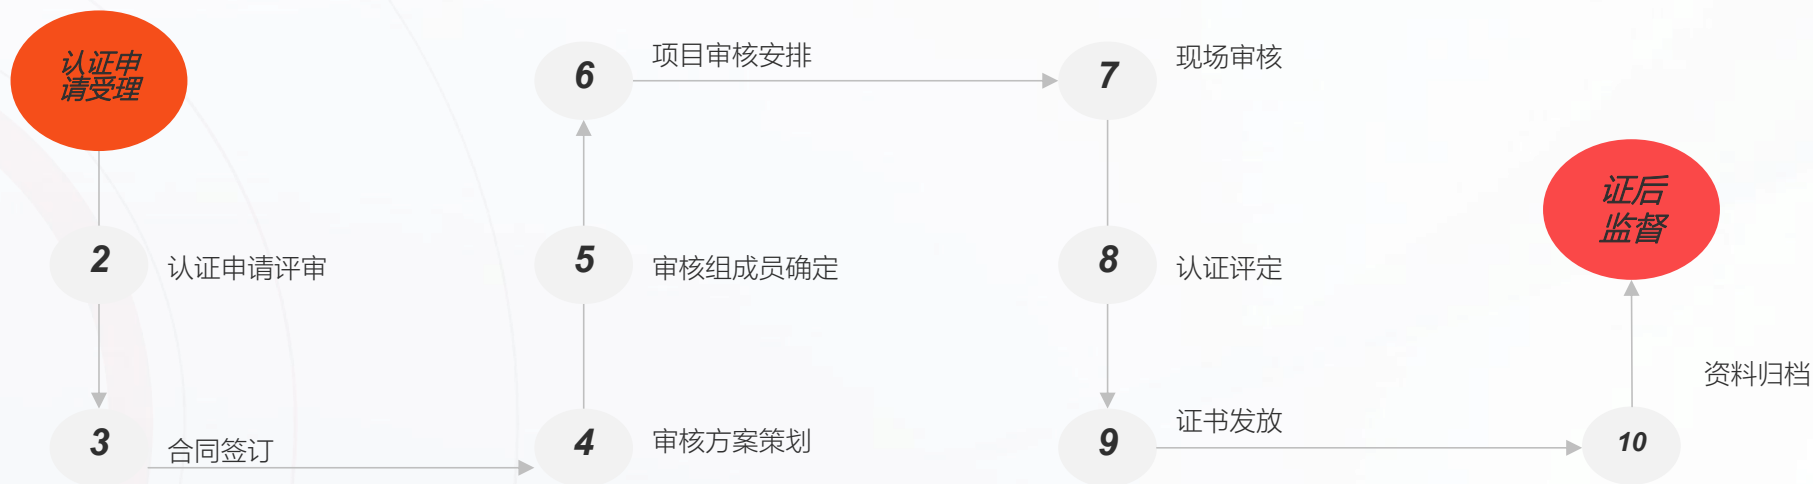 认证申
请受理
2
认证申请评审
3
合同签订
4
审核方案策划
5
审核组成员确定
6
项目审核安排
7
现场审核
8
认证评定
9
证书发放
10
资料归档
证后
监督